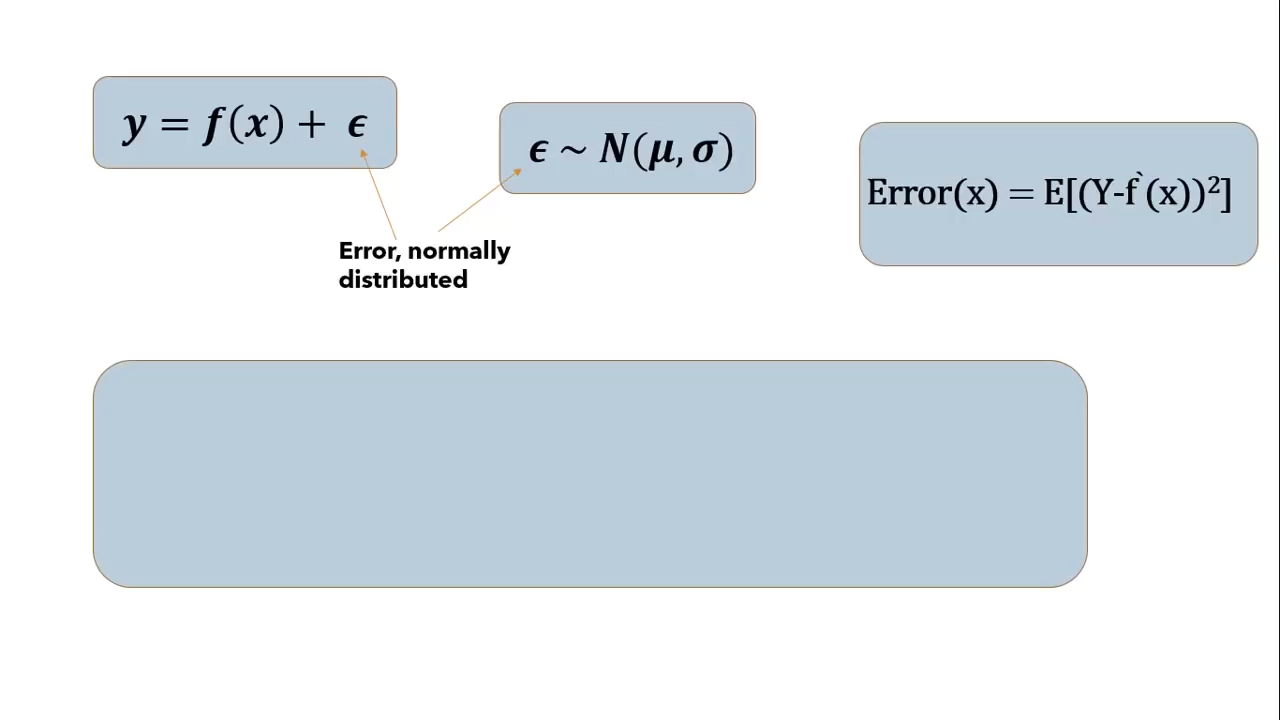 y = f(x) + ϵ
ϵ ~ N(μ, σ)
Error(x) = E[(Y-f`(x))²]
Error, normally
distributed